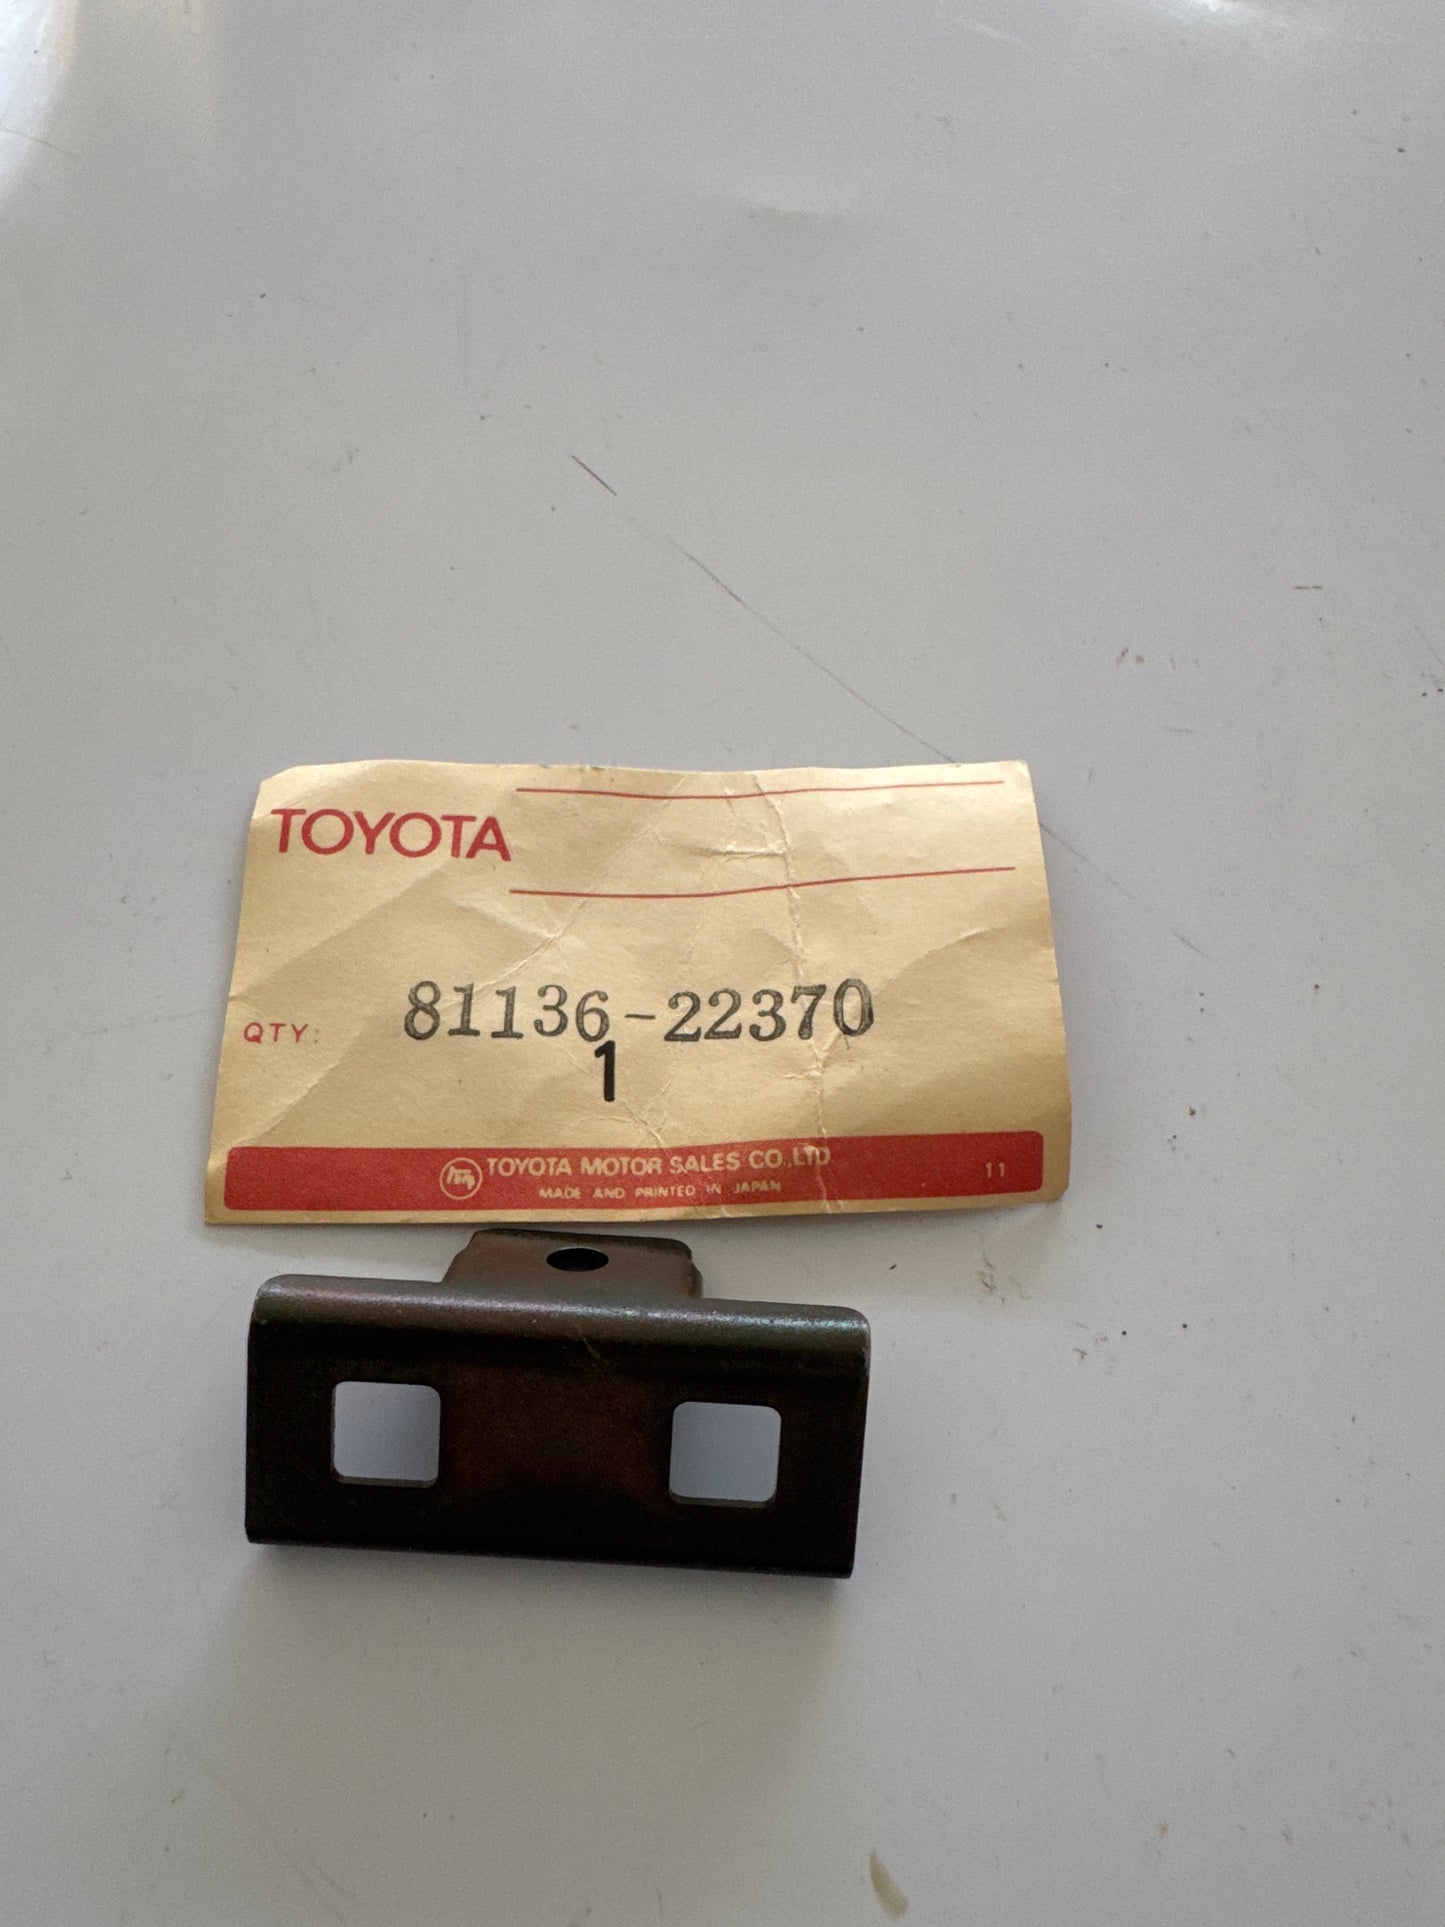 TOYOTA
81136-22370
QTY:
1
TOYOTA MOTOR SALES CO.,LTD
MADE AND PRINTED IN JAPAN
11